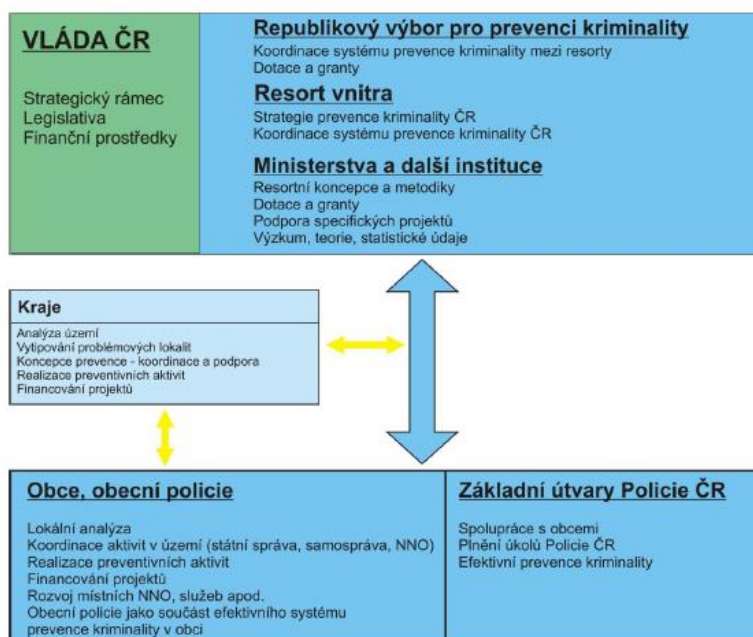 VLÁDA ČR
Strategický rámec
Legislativa
Finanční prostředky
Republikový výbor pro prevenci kriminality
Koordinace systému prevence kriminality mezi resorty
Dotace a granty
Resort vnitra
Strategie prevence kriminality ČR
Koordinace systému prevence kriminality ČR
Ministerstva a další instituce
Resortní koncepce a metodiky
Dotace a granty
Podpora specifických projektů
Výzkum, teorie, statistické údaje
Kraje
Analýza území
Vytipování problémových lokalit
Koncepce prevence - koordinace a podpora
Realizace preventivních aktivit
Financování projektů
Obce, obecní policie
Lokální analýza
Koordinace aktivit v území (státní správa, samospráva, NNO)
Realizace preventivních aktivit
Financování projektů
Rozvoj místních NNO, služeb apod.
Obecní policie jako součást efektivního systému
prevence kriminality v obci
Základní útvary Policie ČR
Spolupráce s obcemi
Plnění úkolů Policie ČR
Efektivní prevence kriminality